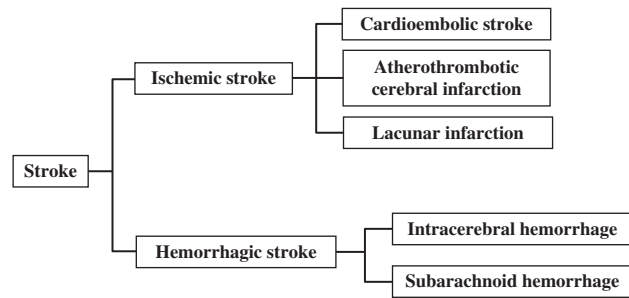 Cardioembolic stroke
Ischemic stroke
Atherothrombotic
cerebral infarction
Lacunar infarction
Stroke
Intracerebral hemorrhage
Hemorrhagic stroke
Subarachnoid hemorrhage